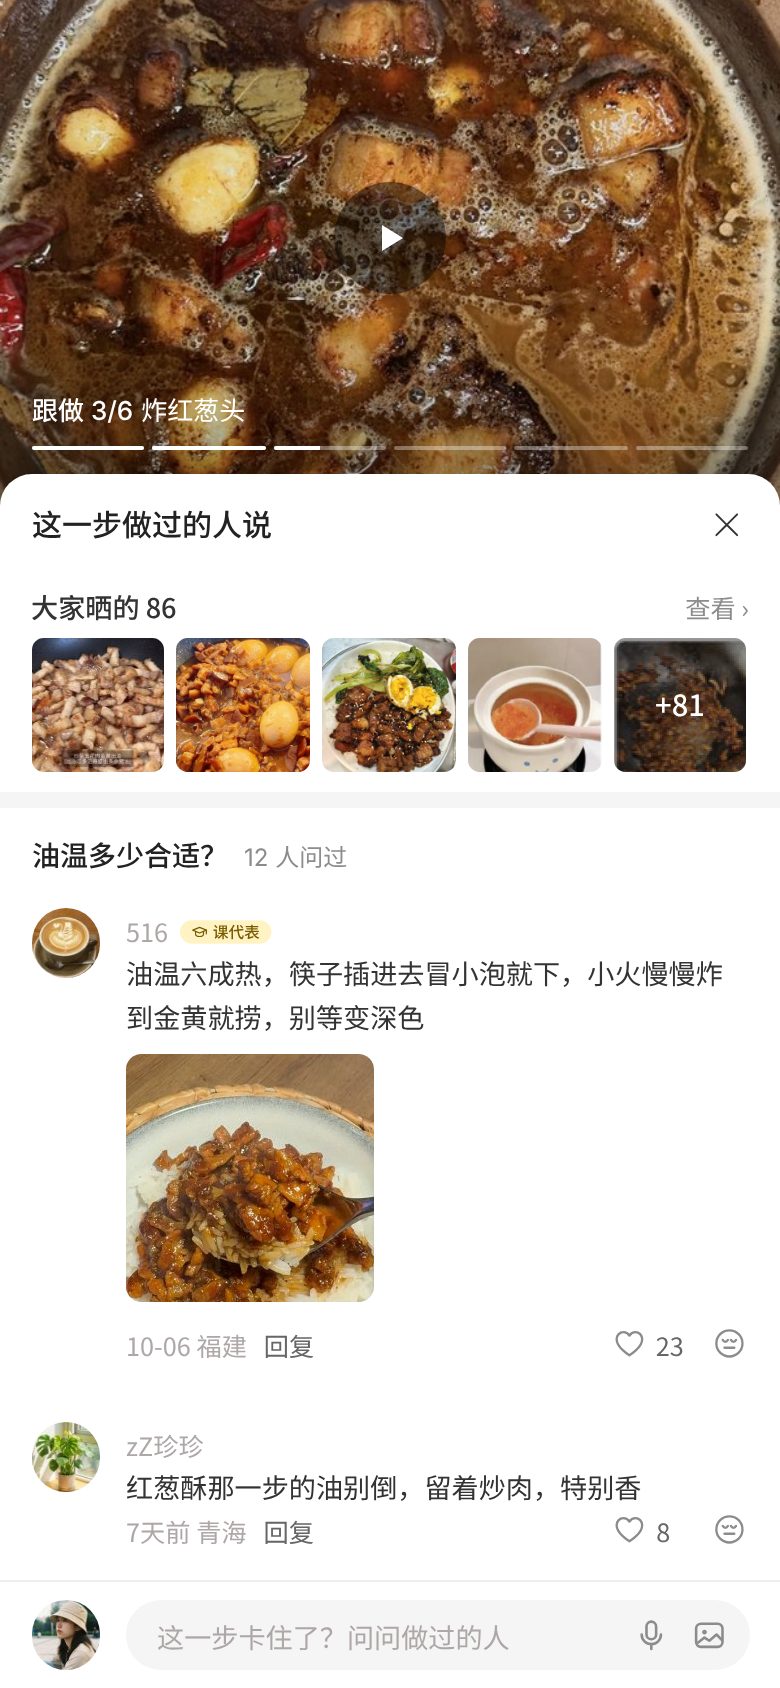 跟做 3/6 炸红葱头
这一步做过的人说
大家晒的 86
查看 ›
+81
油温多少合适？ 12 人问过
516 课代表
油温六成热，筷子插进去冒小泡就下，小火慢慢炸
到金黄就捞，别等变深色
10-06 福建 回复
23
zZ珍珍
红葱酥那一步的油别倒，留着炒肉，特别香
7天前 青海 回复
8
这一步卡住了？问问做过的人